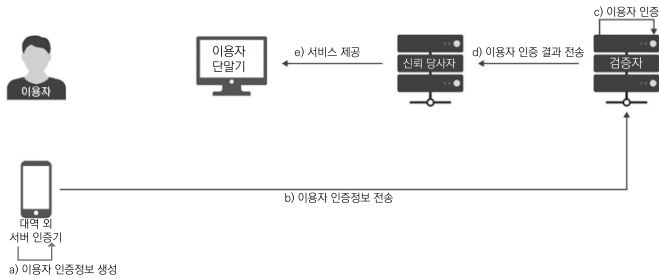 c) 이용자 인증
이용자
단말기
e) 서비스 제공
신뢰 당사자
d) 이용자 인증 결과 전송
검증자
이용자
b) 이용자 인증정보 전송
대역 외
서버 인증기
a) 이용자 인증정보 생성